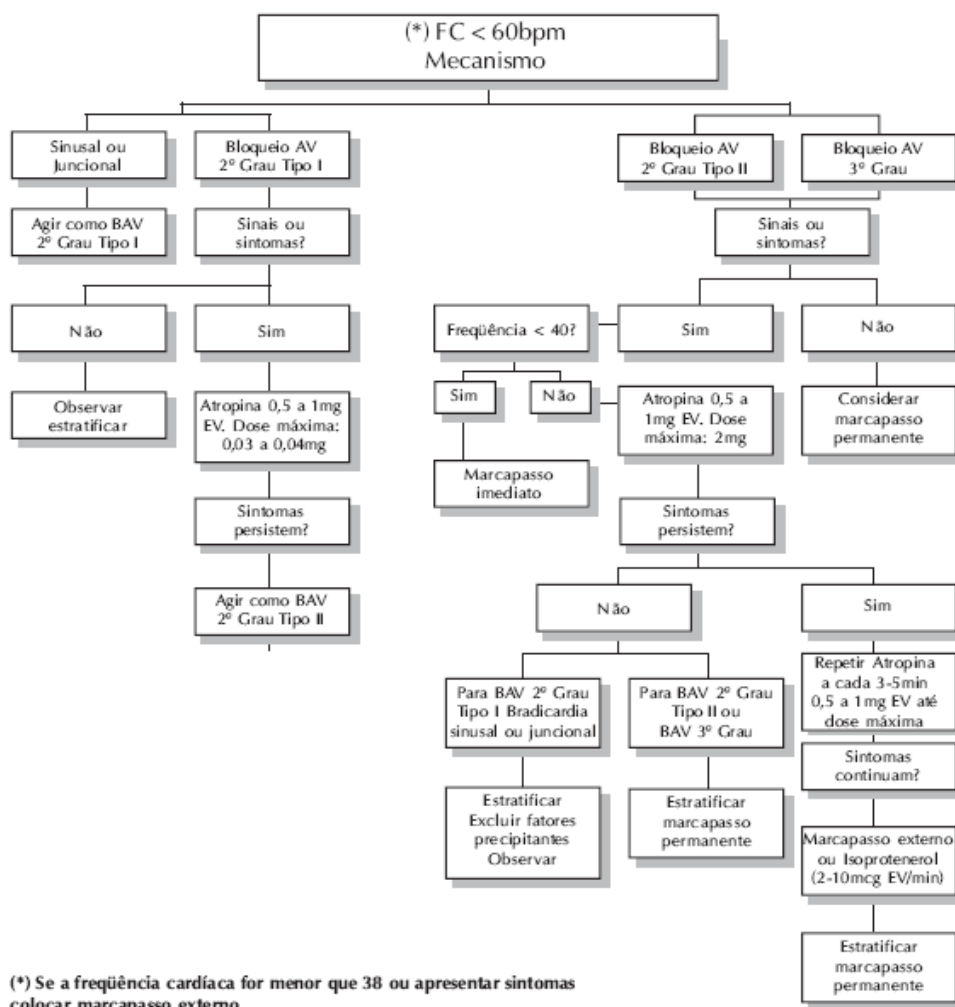 (*) FC < 60bpm
Mecanismo
Sinusal ou
Juncional
Bloqueio AV
2º Grau Tipo I
Bloqueio AV
2º Grau Tipo II
Bloqueio AV
3º Grau
Agir como BAV
2º Grau Tipo I
Sinais ou
sintomas?
Sinais ou
sintomas?
Não
Sim
Freqüência < 40?
Sim
Não
Sim
Não
Observar
estratificar
Atropina 0,5 a 1mg
EV. Dose máxima:
0,03 a 0,04mg
Atropina 0,5 a
1mg EV. Dose
máxima: 2mg
Considerar
marcapasso
permanente
Marcapasso
imediato
Sintomas
persistem?
Sintomas
persistem?
Agir como BAV
2º Grau Tipo II
Não
Sim
Para BAV 2º Grau
Tipo I Bradicardia
sinusal ou juncional
Para BAV 2º Grau
Tipo II ou
BAV 3º Grau
Repetir Atropina
a cada 3-5min
0,5 a 1mg EV até
dose máxima
Sintomas
continuam?
Estratificar
Excluir fatores
precipitantes
Observar
Estratificar
marcapasso
permanente
Marcapasso externo
ou Isoprotenerol
(2-10mcg EV/min)
Estratificar
marcapasso
permanente
(*) Se a freqüência cardíaca for menor que 38 ou apresentar sintomas
colocar marcapasso externo